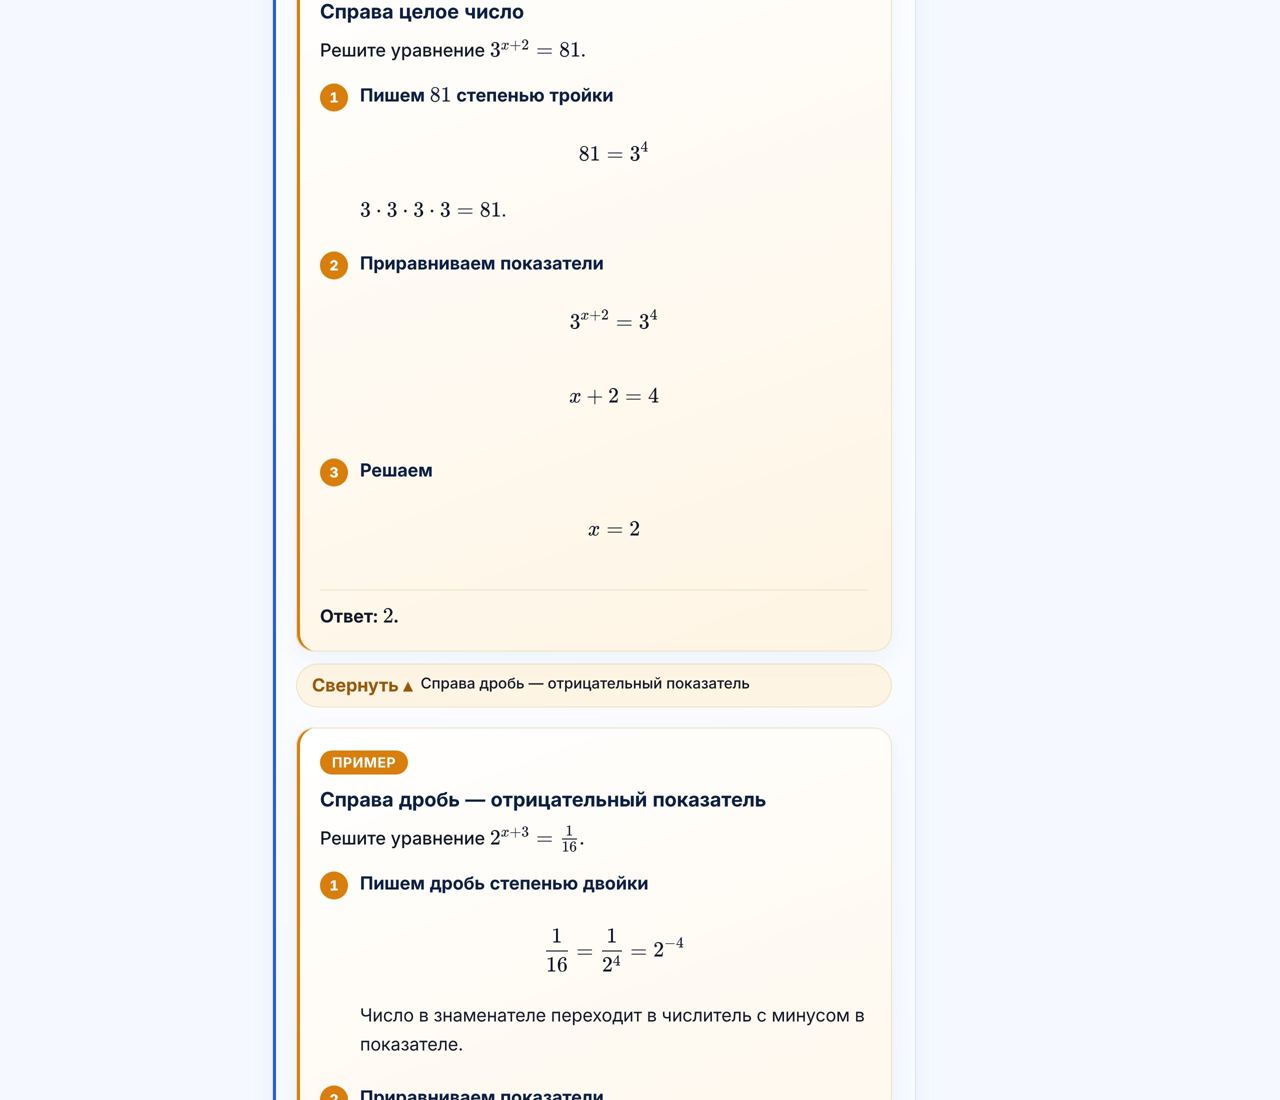 Справа целое число
Решите уравнение 3^{x+2} = 81.
1 Пишем 81 степенью тройки
81 = 3^4
3 · 3 · 3 · 3 = 81.
2 Приравниваем показатели
3^{x+2} = 3^4
x + 2 = 4
3 Решаем
x = 2
Ответ: 2.
Свернуть ▲ Справа дробь — отрицательный показатель
ПРИМЕР
Справа дробь — отрицательный показатель
Решите уравнение 2^{x+3} = 1/16.
1 Пишем дробь степенью двойки
1/16 = 1/2^4 = 2^{-4}
Число в знаменателе переходит в числитель с минусом в
показателе.
2 Приравниваем показатели